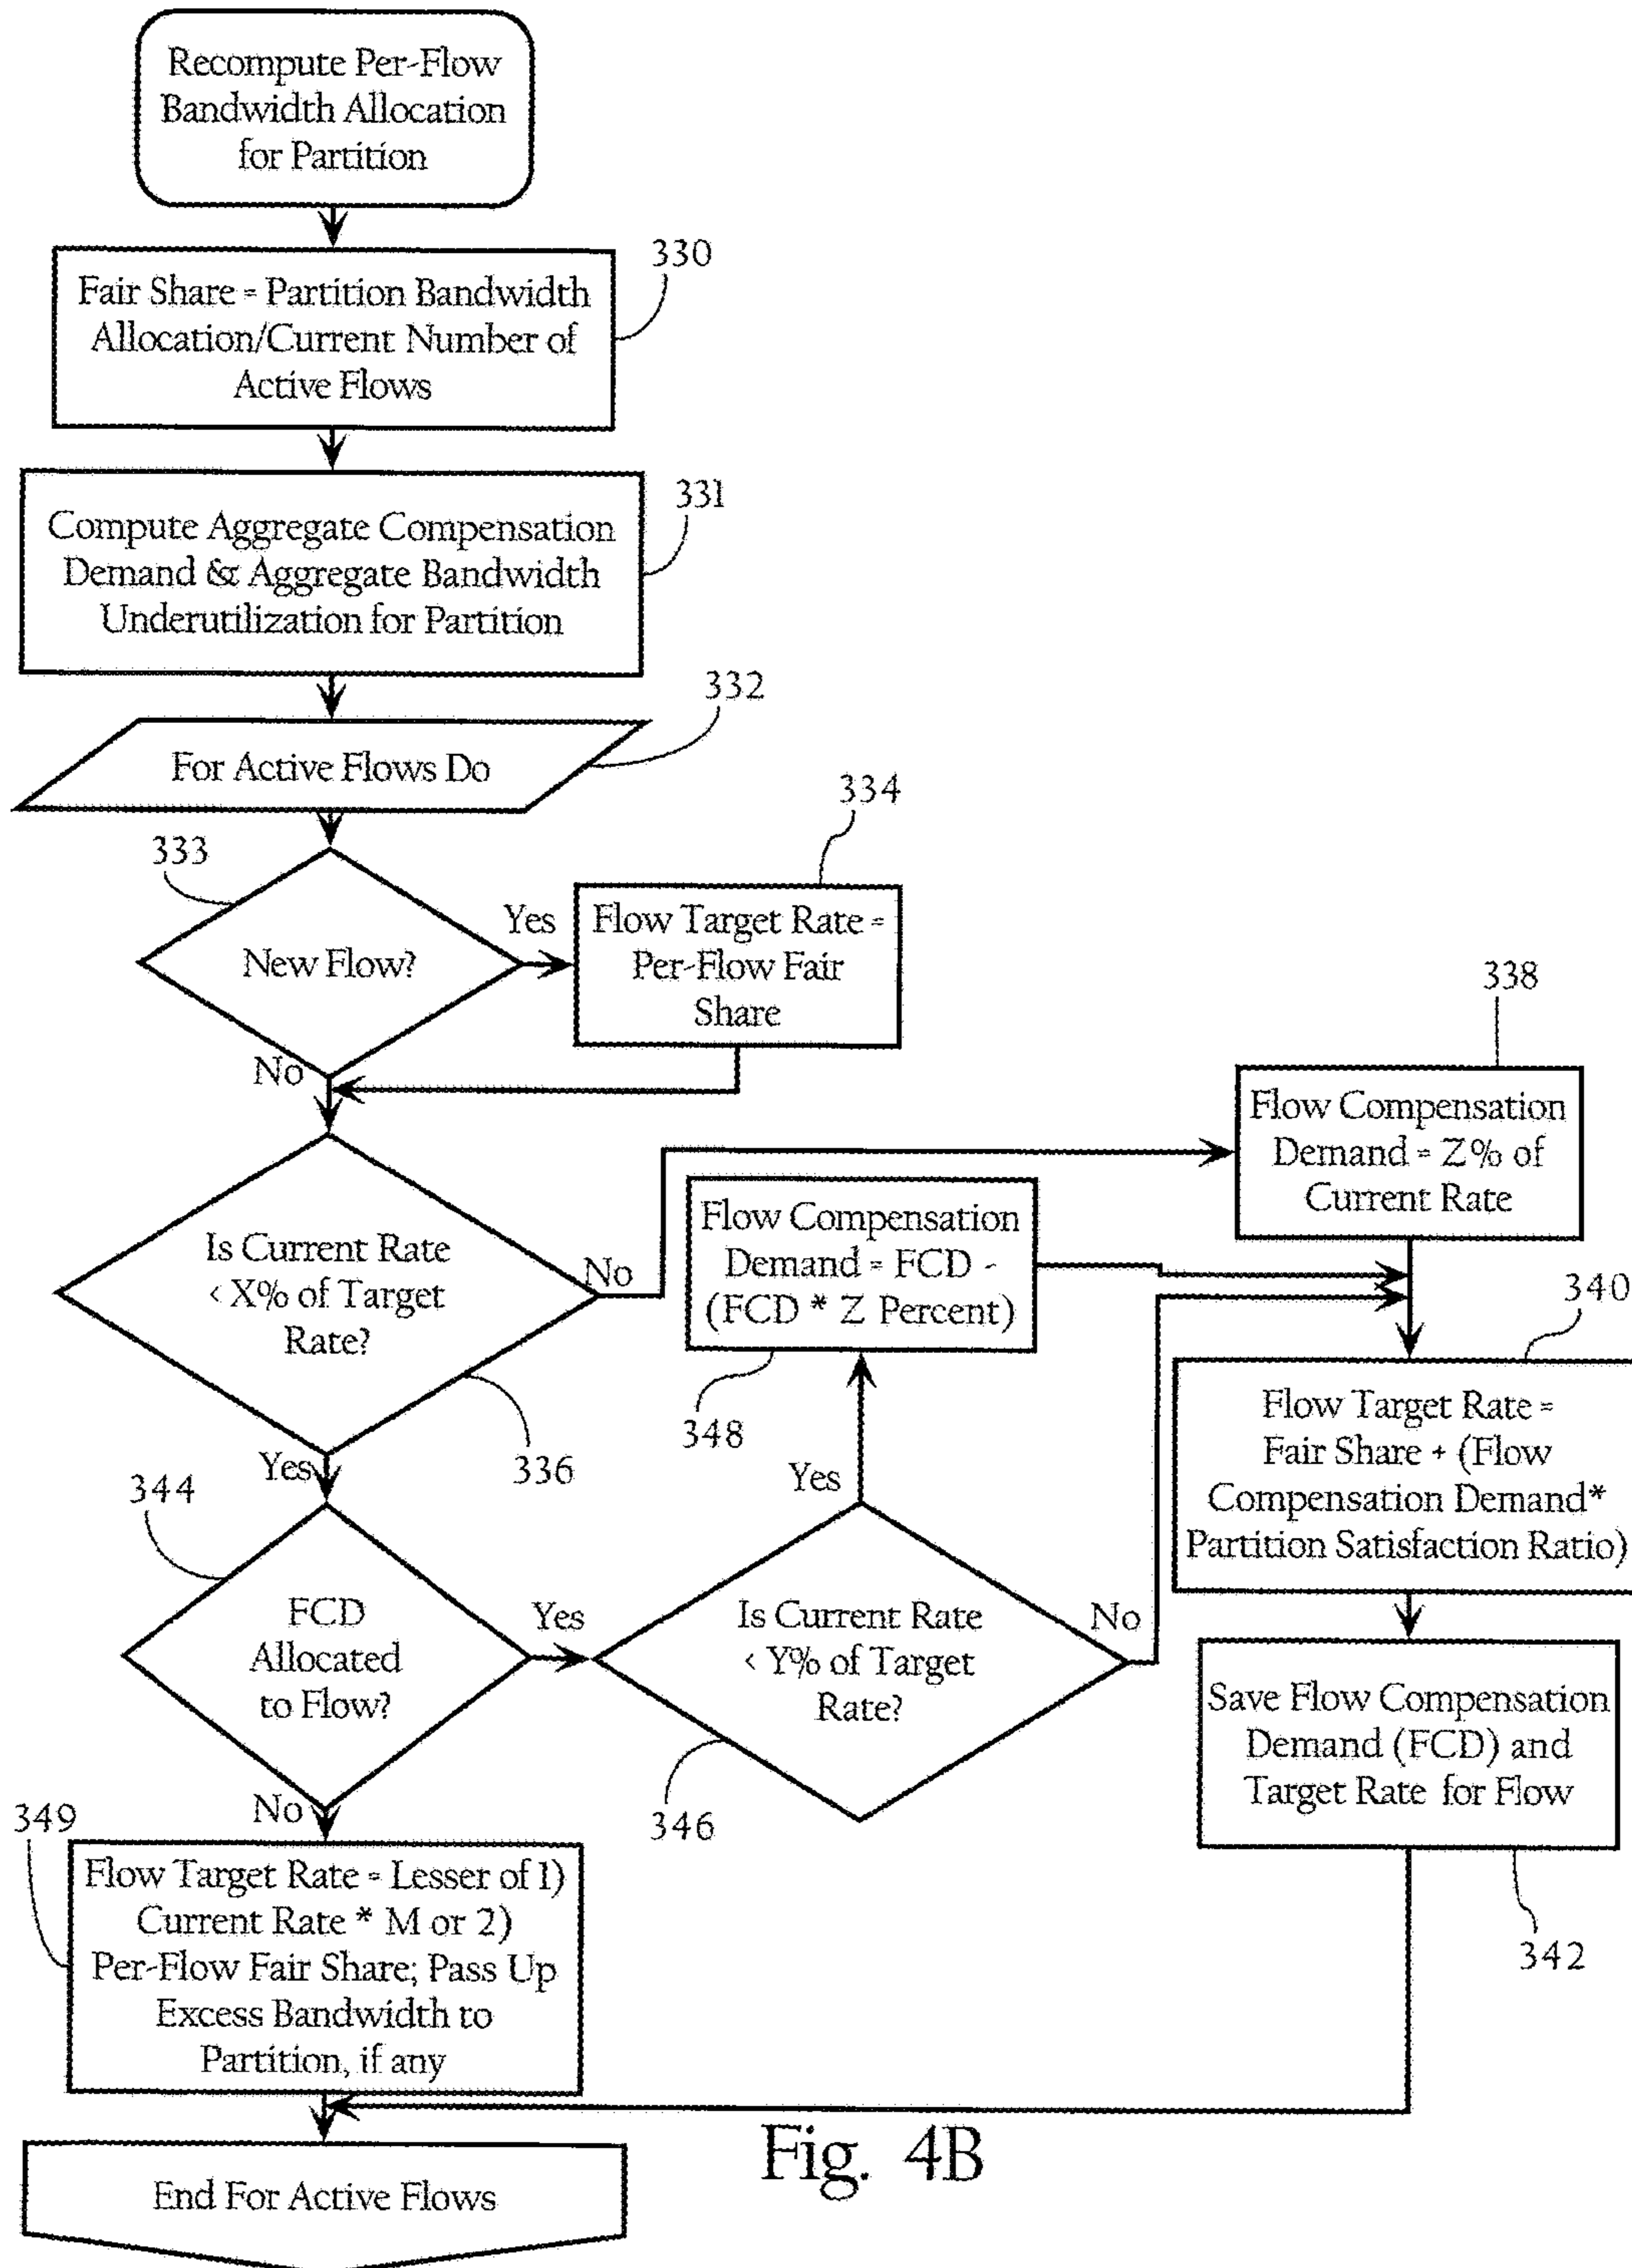 Recompute Per-Flow
Bandwidth Allocation
for Partition
330
Fair Share = Partition Bandwidth
Allocation/Current Number of
Active Flows
331
Compute Aggregate Compensation
Demand & Aggregate Bandwidth
Underutilization for Partition
332
For Active Flows Do
333
334
New Flow?
Yes
Flow Target Rate =
Per-Flow Fair
Share
No
338
Flow Compensation
Demand = Z% of
Current Rate
Is Current Rate
< X% of Target
Rate?
No
336
Yes
Flow Compensation
Demand = FCD -
(FCD * Z Percent)
348
340
Flow Target Rate =
Fair Share + (Flow
Compensation Demand*
Partition Satisfaction Ratio)
344
FCD
Allocated
to Flow?
Yes
Yes
Is Current Rate
< Y% of Target
Rate?
No
346
Save Flow Compensation
Demand (FCD) and
Target Rate for Flow
342
No
349
Flow Target Rate = Lesser of 1)
Current Rate * M or 2)
Per-Flow Fair Share; Pass Up
Excess Bandwidth to
Partition, if any
End For Active Flows
Fig. 4B